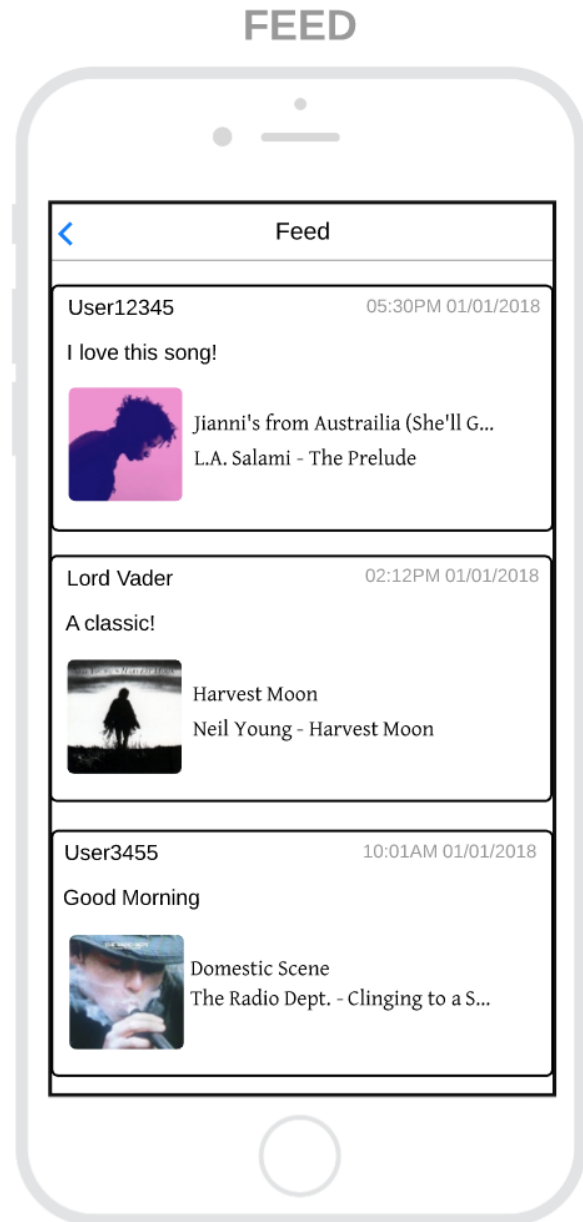 FEED
Feed
User12345 05:30PM 01/01/2018
I love this song!
Jianni's from Austrailia (She'll G...
L.A. Salami - The Prelude
Lord Vader 02:12PM 01/01/2018
A classic!
Harvest Moon
Neil Young - Harvest Moon
User3455 10:01AM 01/01/2018
Good Morning
Domestic Scene
The Radio Dept. - Clinging to a S...